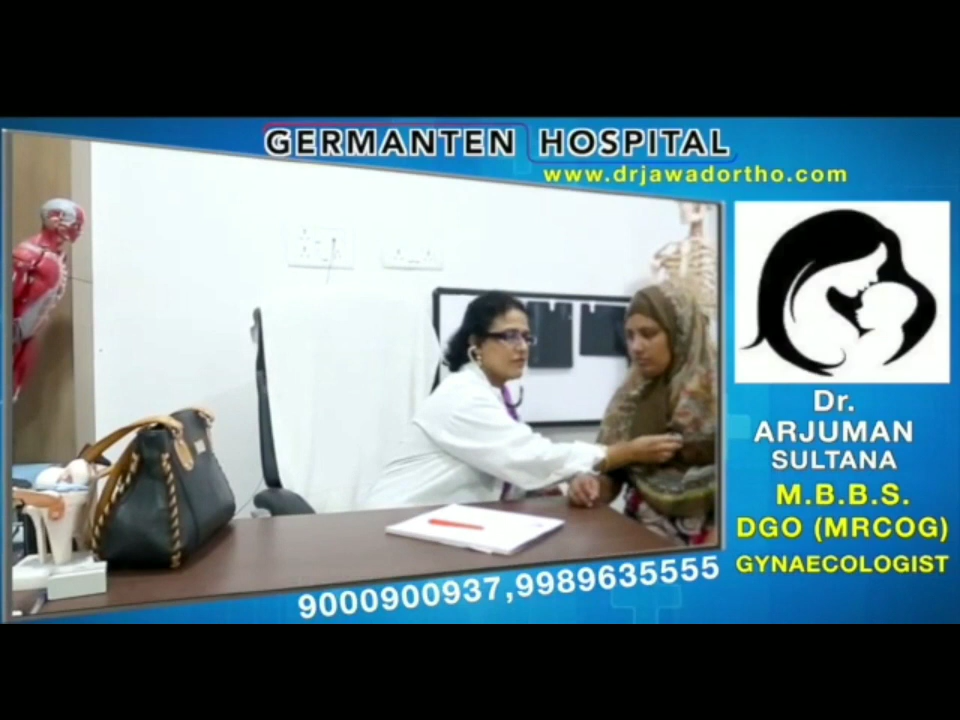 GERMANTEN HOSPITAL
www.drjawadortho.com
Dr.
ARJUMAN
SULTANA
M.B.B.S.
DGO (MRCOG)
GYNAECOLOGIST
9000900937,9989635555